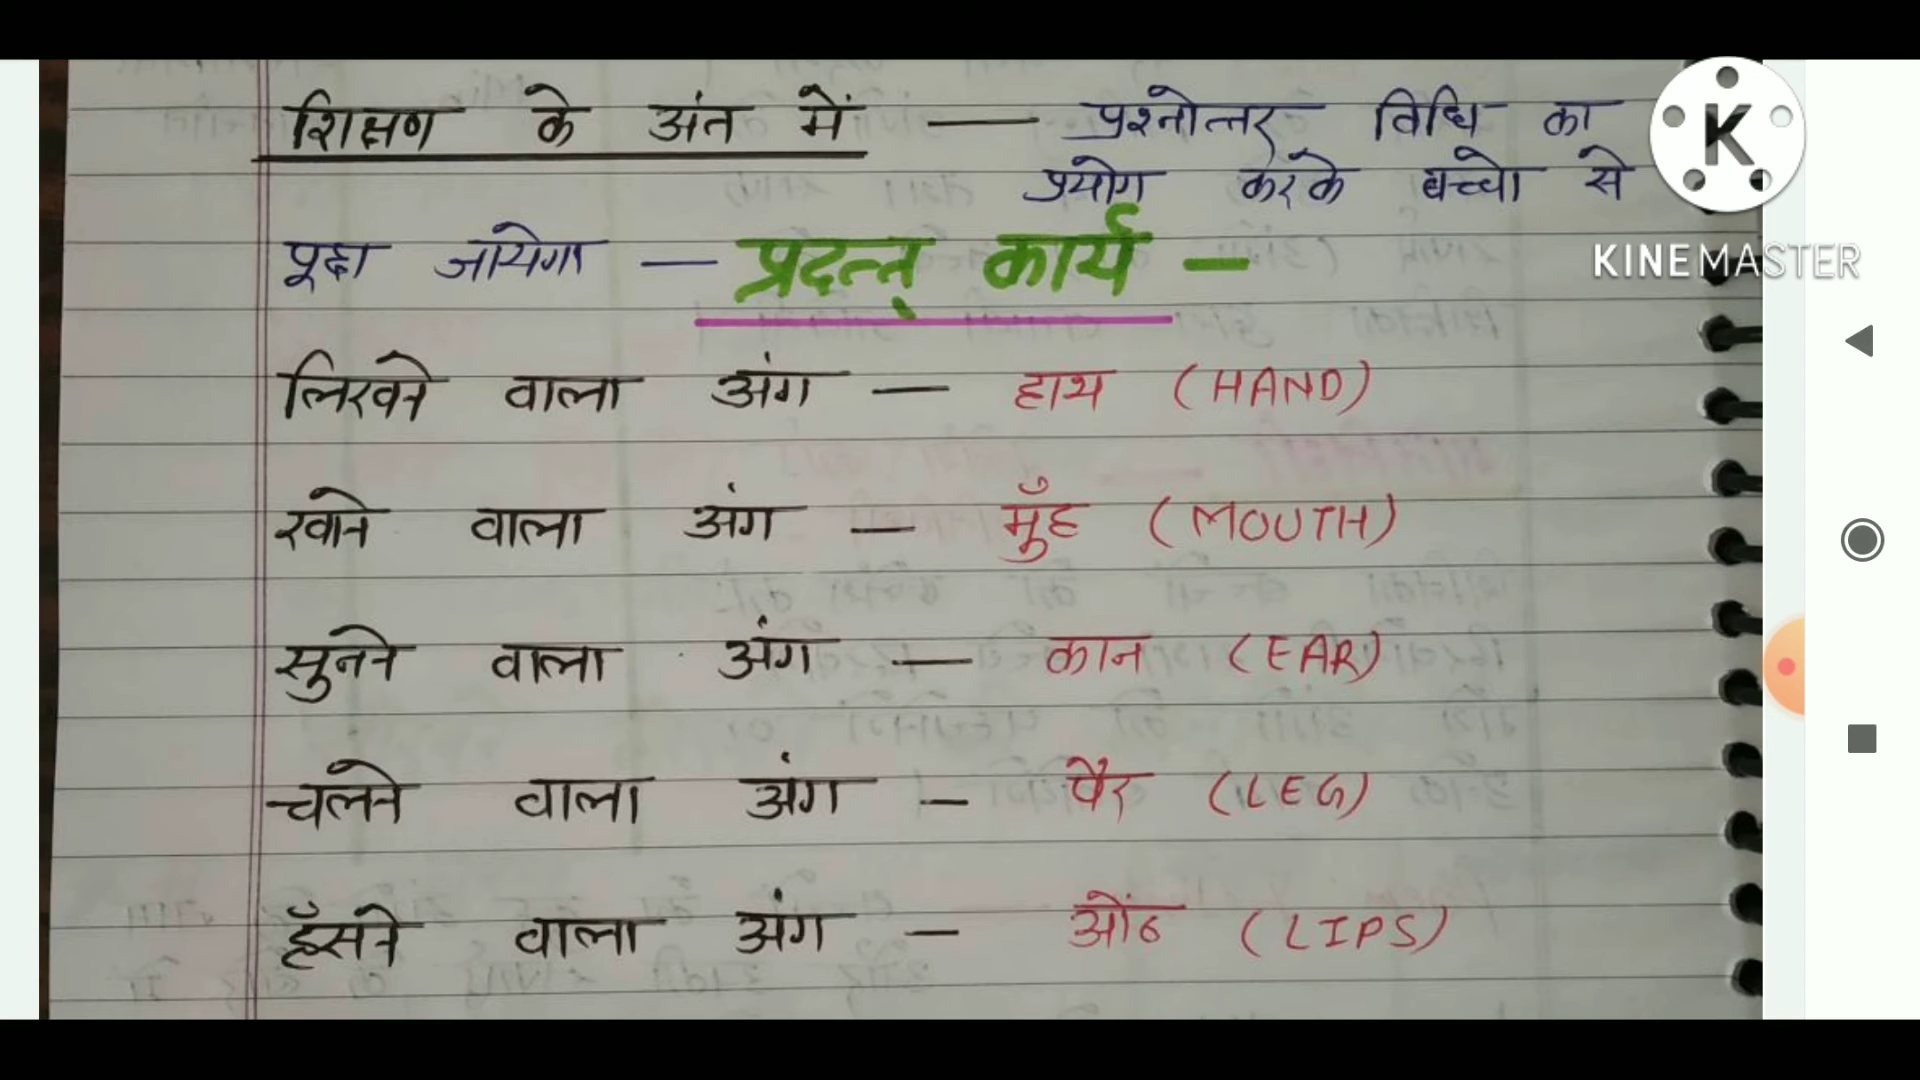 शिक्षण के अंत में — प्रश्नोत्तर विधि का
प्रयोग करके बच्चो से
पूछा जायेगा — प्रदत्त् कार्य –
लिखने वाला अंग — हाथ (HAND)
खाने वाला अंग — मुँह (MOUTH)
सुनने वाला अंग — कान (EAR)
चलने वाला अंग – पैर (LEG)
हँसने वाला अंग – ओंठ (LIPS)
K
KINEMASTER